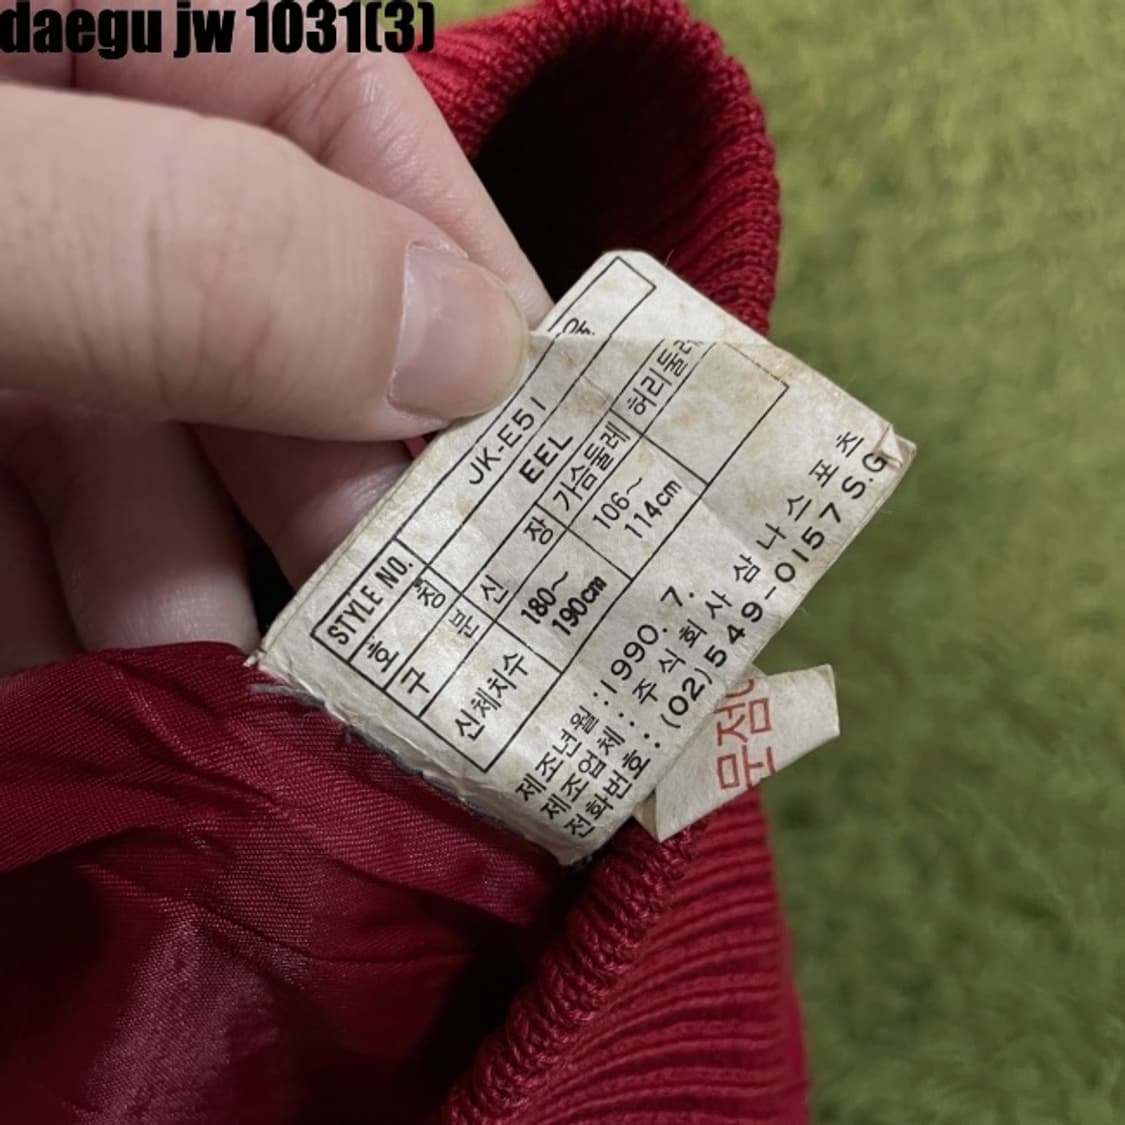 daegu jw 1031(3)
STYLE NO. JK-E51
호 칭 EEL
구 분 신 장 가슴둘레 허리둘레
신체치수 180~190cm 106~114cm
제조년월 : 1990. 7.
제조업체 : 주식회사 삼나스포츠
전화번호 : (02)549-0157 S.G